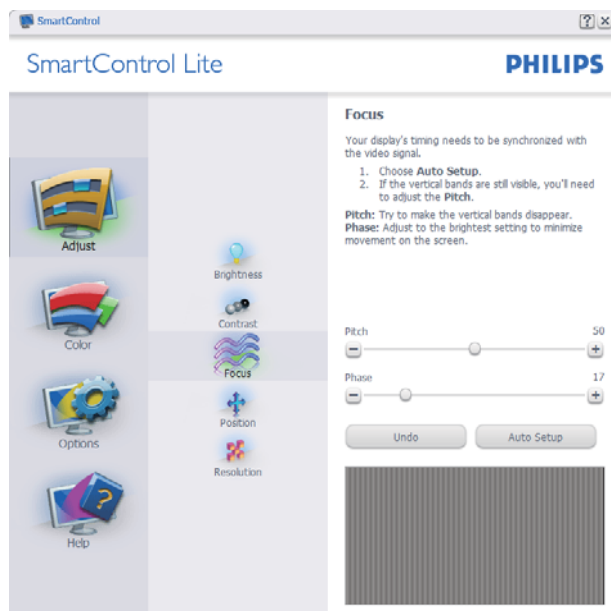 SmartControl
? ×
SmartControl Lite
PHILIPS
Adjust
Color
Options
Help
Brightness
Contrast
Focus
Position
Resolution
Focus
Your display's timing needs to be synchronized with
the video signal.
1. Choose Auto Setup.
2. If the vertical bands are still visible, you'll need
to adjust the Pitch.
Pitch: Try to make the vertical bands disappear.
Phase: Adjust to the brightest setting to minimize
movement on the screen.
Pitch 50
Phase 17
Undo Auto Setup